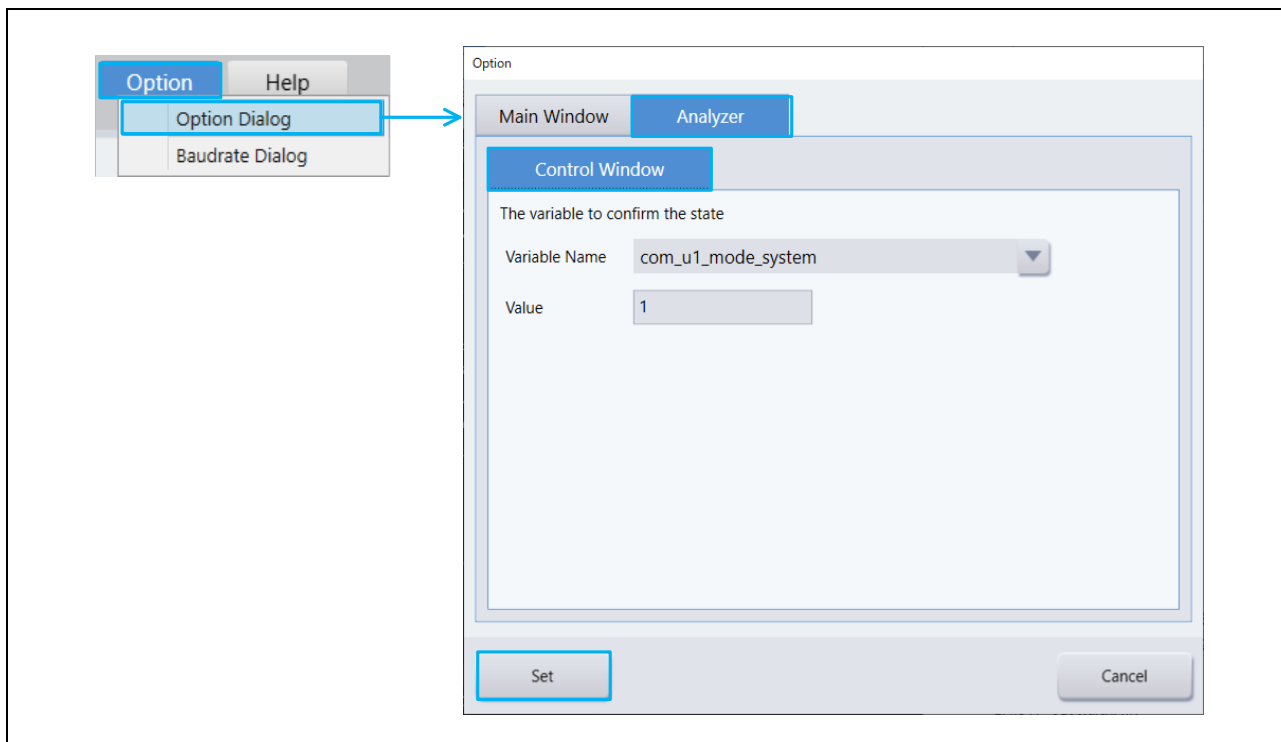 Option Help
Option Dialog
Baudrate Dialog
Option
Main Window Analyzer
Control Window
The variable to confirm the state
Variable Name com_u1_mode_system
Value 1
Set Cancel